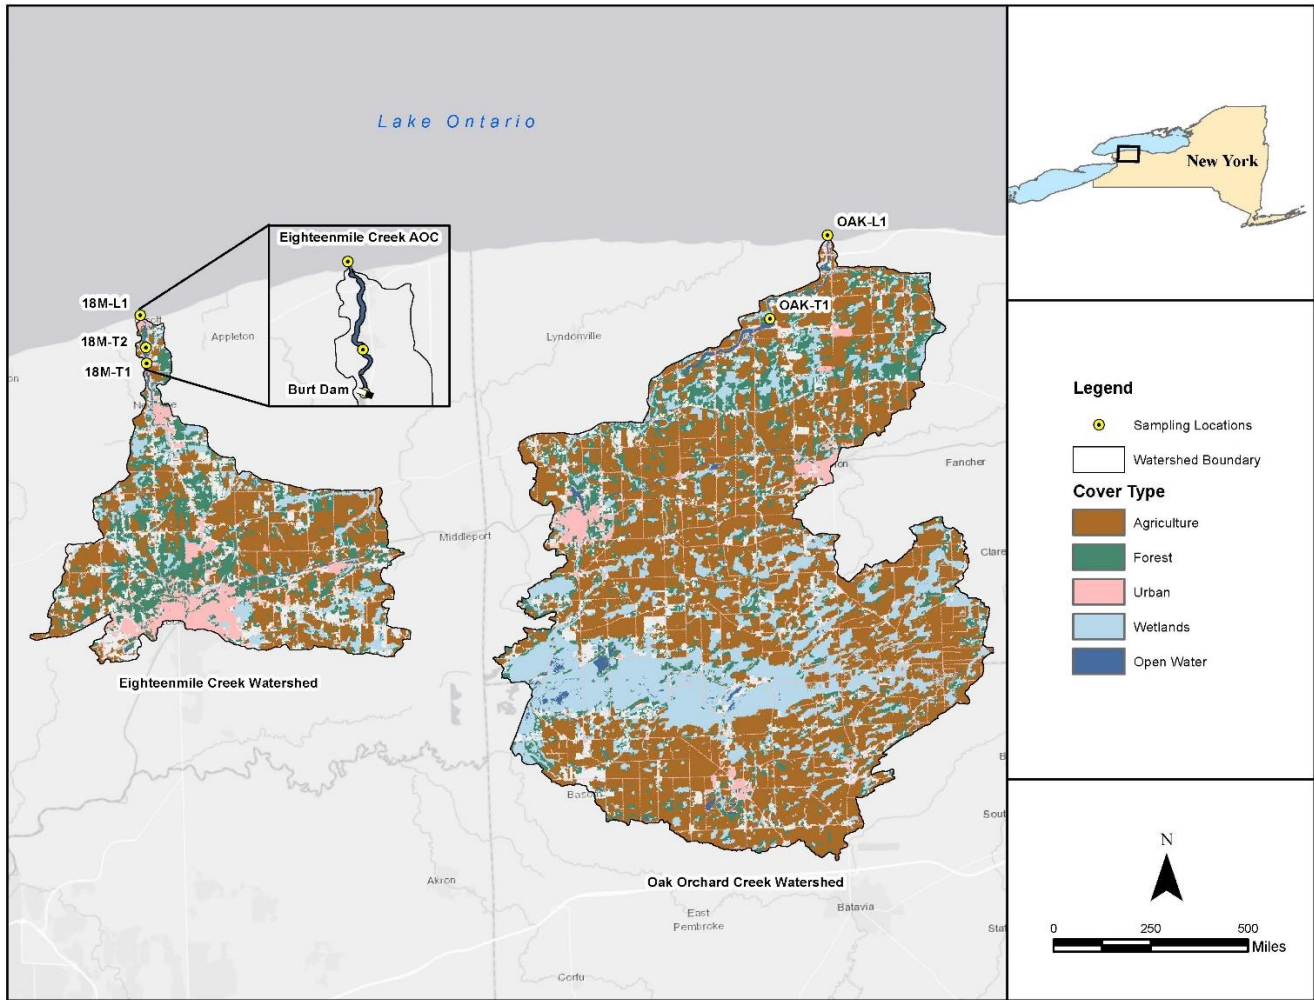 Lake Ontario
OAK-L1
Eighteenmile Creek AOC
18M-L1
OAK-T1
Appleton
Lyndonville
18M-T2
18M-T1
Burt Dam
Fancher
Middleport
Eighteenmile Creek Watershed
Akron
Oak Orchard Creek Watershed
East
Pembroke
Batavia
Corfu
New York
Legend
Sampling Locations
Watershed Boundary
Cover Type
Agriculture
Forest
Urban
Wetlands
Open Water
N
0 250 500
Miles